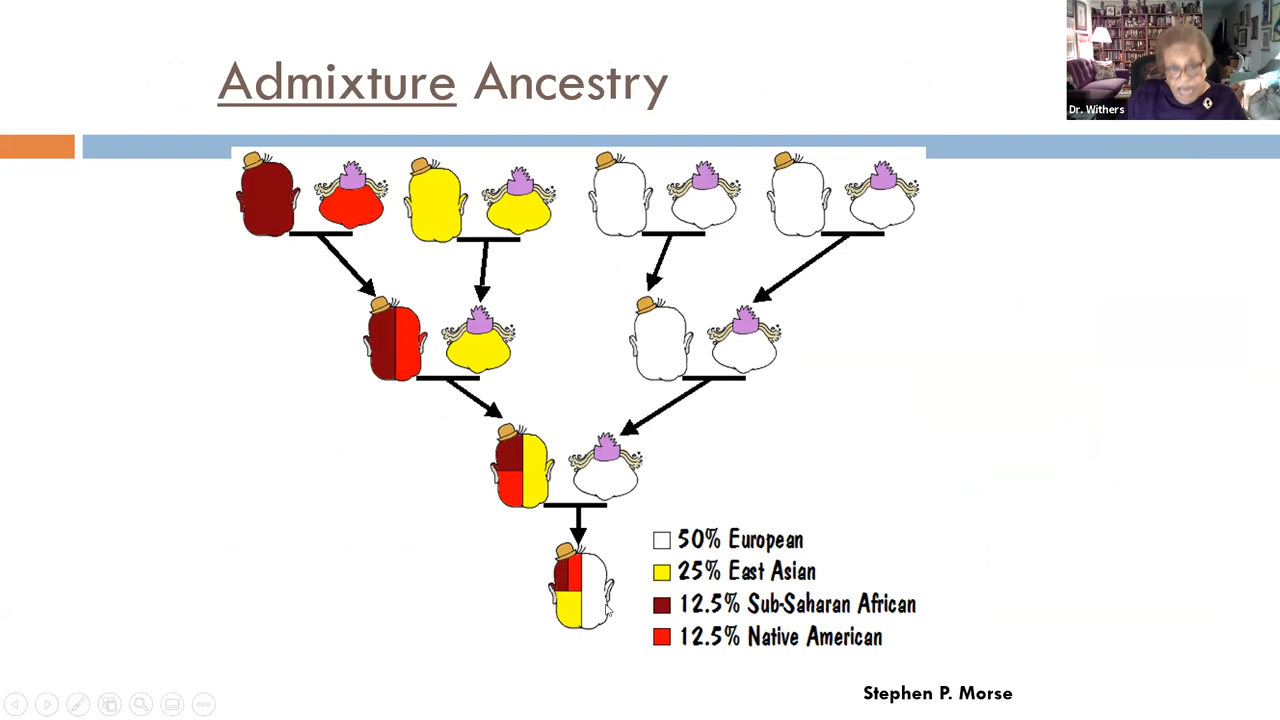 Admixture Ancestry
Dr. Withers
50% European
25% East Asian
12.5% Sub-Saharan African
12.5% Native American
Stephen P. Morse